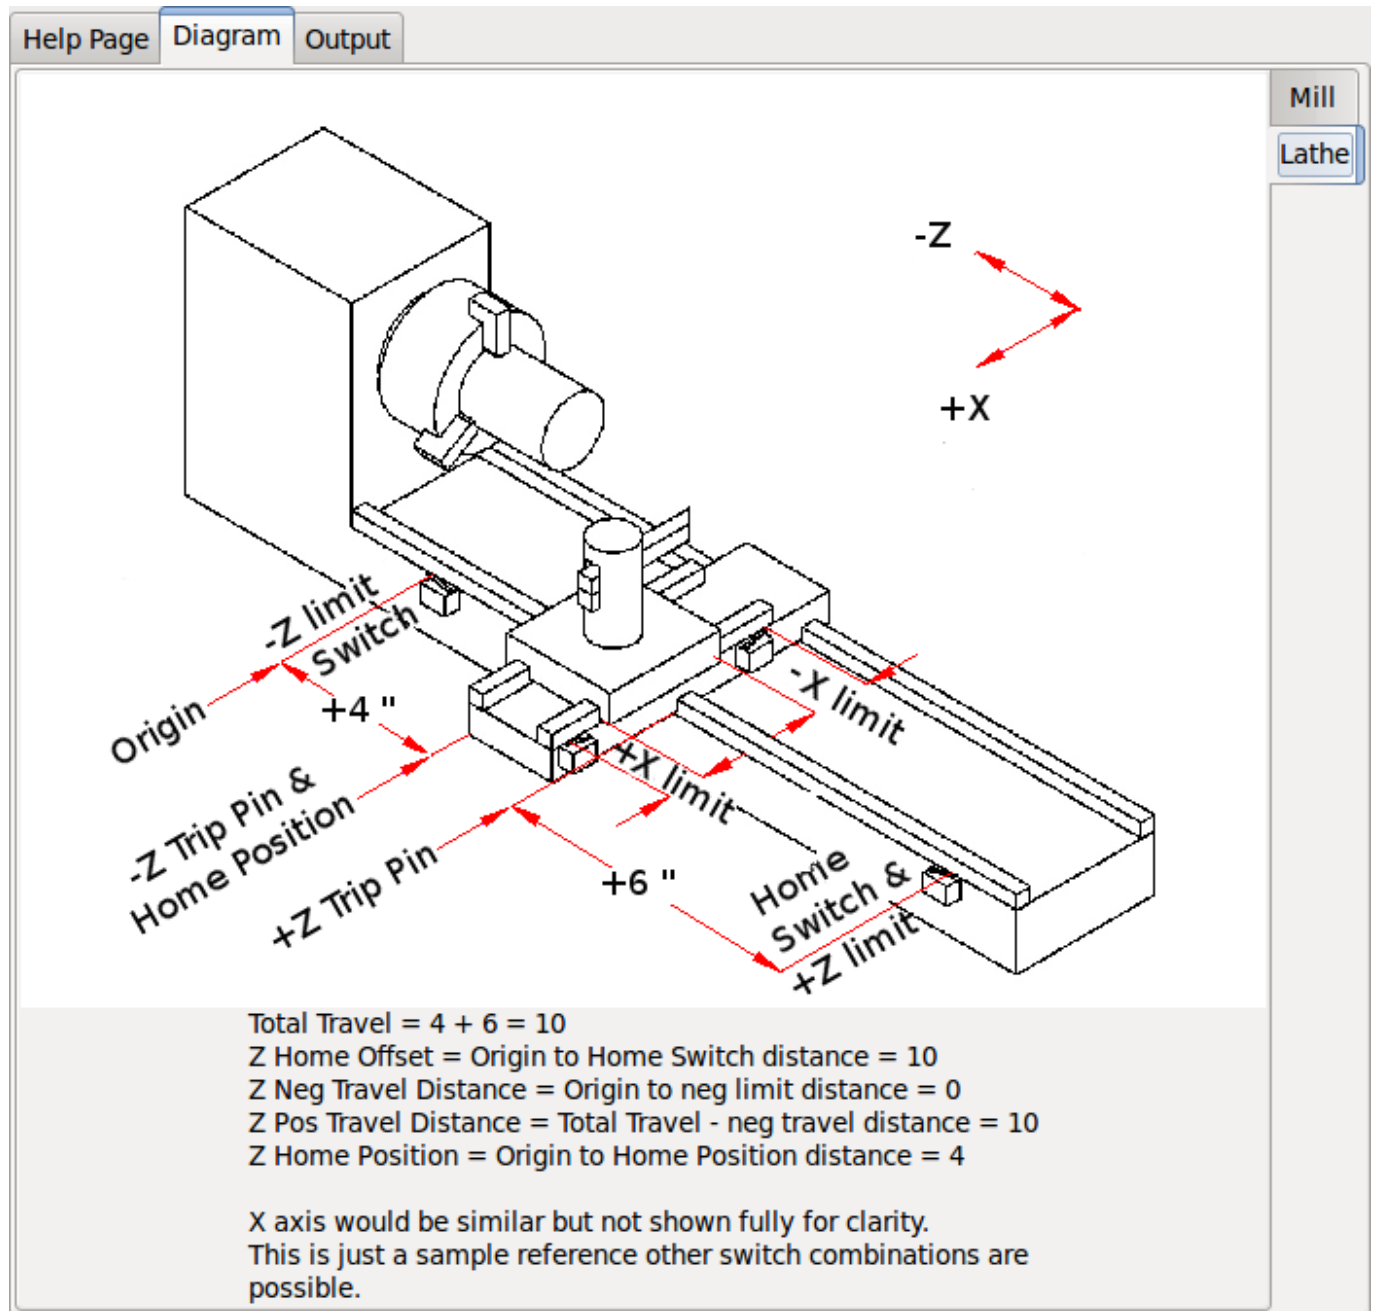 Help Page
Diagram
Output
Mill
Lathe
-Z
+X
-Z limit
Switch
Origin
+4 "
-Z Trip Pin &
Home Position
+Z Trip Pin
-X limit
+X limit
+6 "
Home
Switch &
+Z limit
Total Travel = 4 + 6 = 10
Z Home Offset = Origin to Home Switch distance = 10
Z Neg Travel Distance = Origin to neg limit distance = 0
Z Pos Travel Distance = Total Travel - neg travel distance = 10
Z Home Position = Origin to Home Position distance = 4
X axis would be similar but not shown fully for clarity.
This is just a sample reference other switch combinations are
possible.